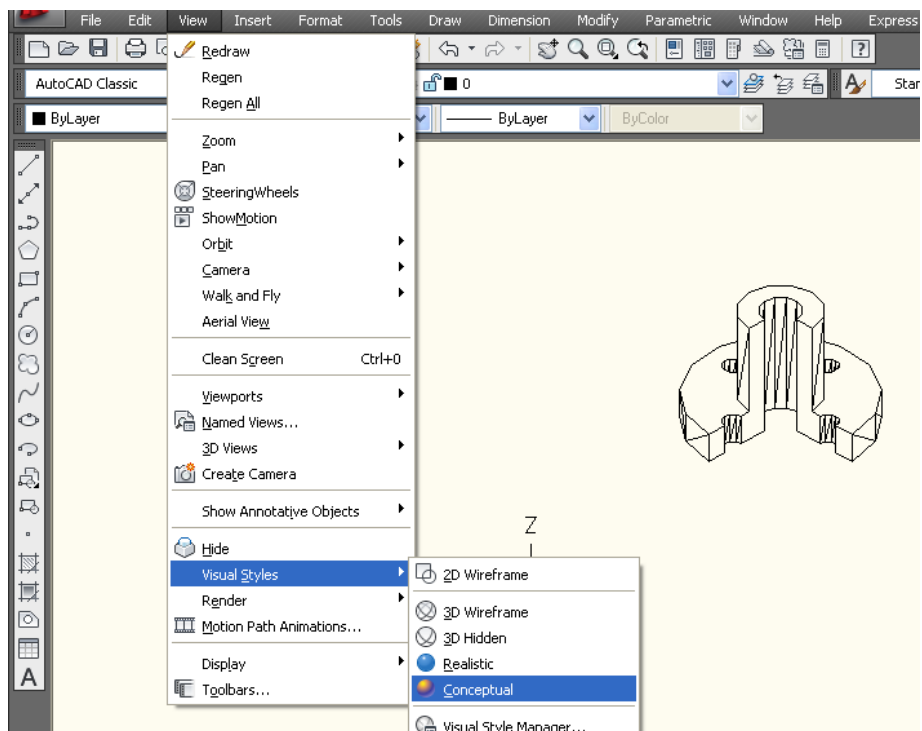 File Edit View Insert Format Tools Draw Dimension Modify Parametric Window Help Express
AutoCAD Classic
0
ByLayer
ByLayer
ByColor
Redraw
Regen
Regen All
Zoom
Pan
SteeringWheels
ShowMotion
Orbit
Camera
Walk and Fly
Aerial View
Clean Screen Ctrl+0
Viewports
Named Views...
3D Views
Create Camera
Show Annotative Objects
Hide
Visual Styles
Render
Motion Path Animations...
Display
Toolbars...
Z
2D Wireframe
3D Wireframe
3D Hidden
Realistic
Conceptual
Visual Style Manager...
A